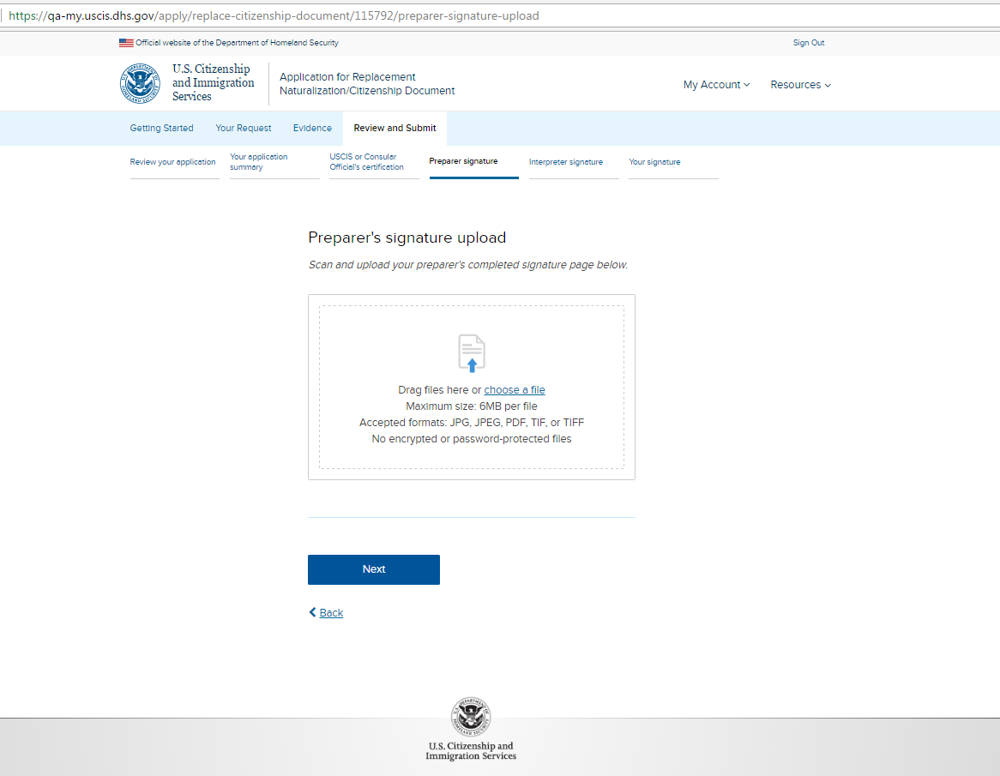 https://qa-my.uscis.dhs.gov/apply/replace-citizenship-document/115792/preparer-signature-upload
Official website of the Department of Homeland Security
Sign Out
U.S. Citizenship
and Immigration
Services
Application for Replacement
Naturalization/Citizenship Document
My Account
Resources
Getting Started
Your Request
Evidence
Review and Submit
Review your application
Your application
summary
USCIS or Consular
Official's certification
Preparer signature
Interpreter signature
Your signature
Preparer's signature upload
Scan and upload your preparer's completed signature page below.
Drag files here or choose a file
Maximum size: 6MB per file
Accepted formats: JPG, JPEG, PDF, TIF, or TIFF
No encrypted or password-protected files
Next
Back
U.S. Citizenship and
Immigration Services